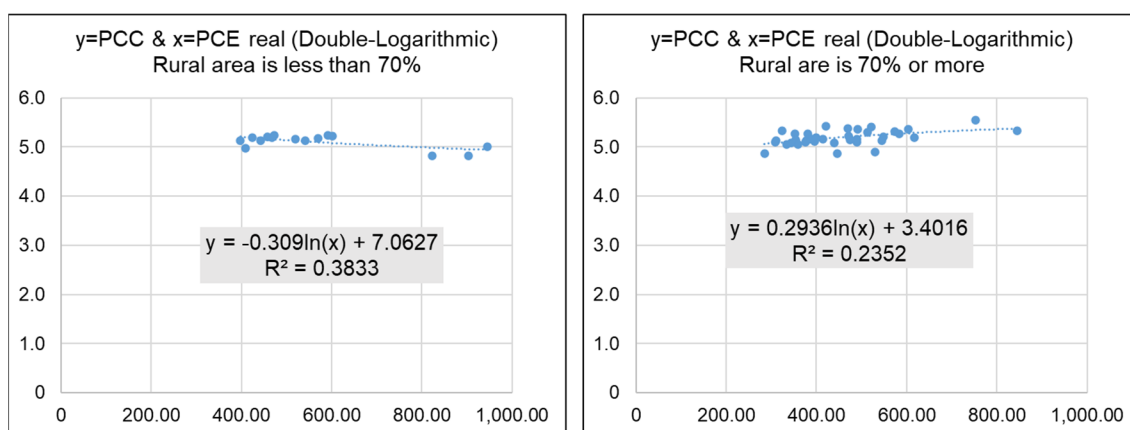 y=PCC & x=PCE real (Double-Logarithmic)
Rural area is less than 70%
6.0
5.0
4.0
3.0
2.0
1.0
0
y = -0.309ln(x) + 7.0627
R² = 0.3833
0 200.00 400.00 600.00 800.00 1,000.00
y=PCC & x=PCE real (Double-Logarithmic)
Rural are is 70% or more
6.0
5.0
4.0
3.0
2.0
1.0
0
y = 0.2936ln(x) + 3.4016
R² = 0.2352
0 200.00 400.00 600.00 800.00 1,000.00